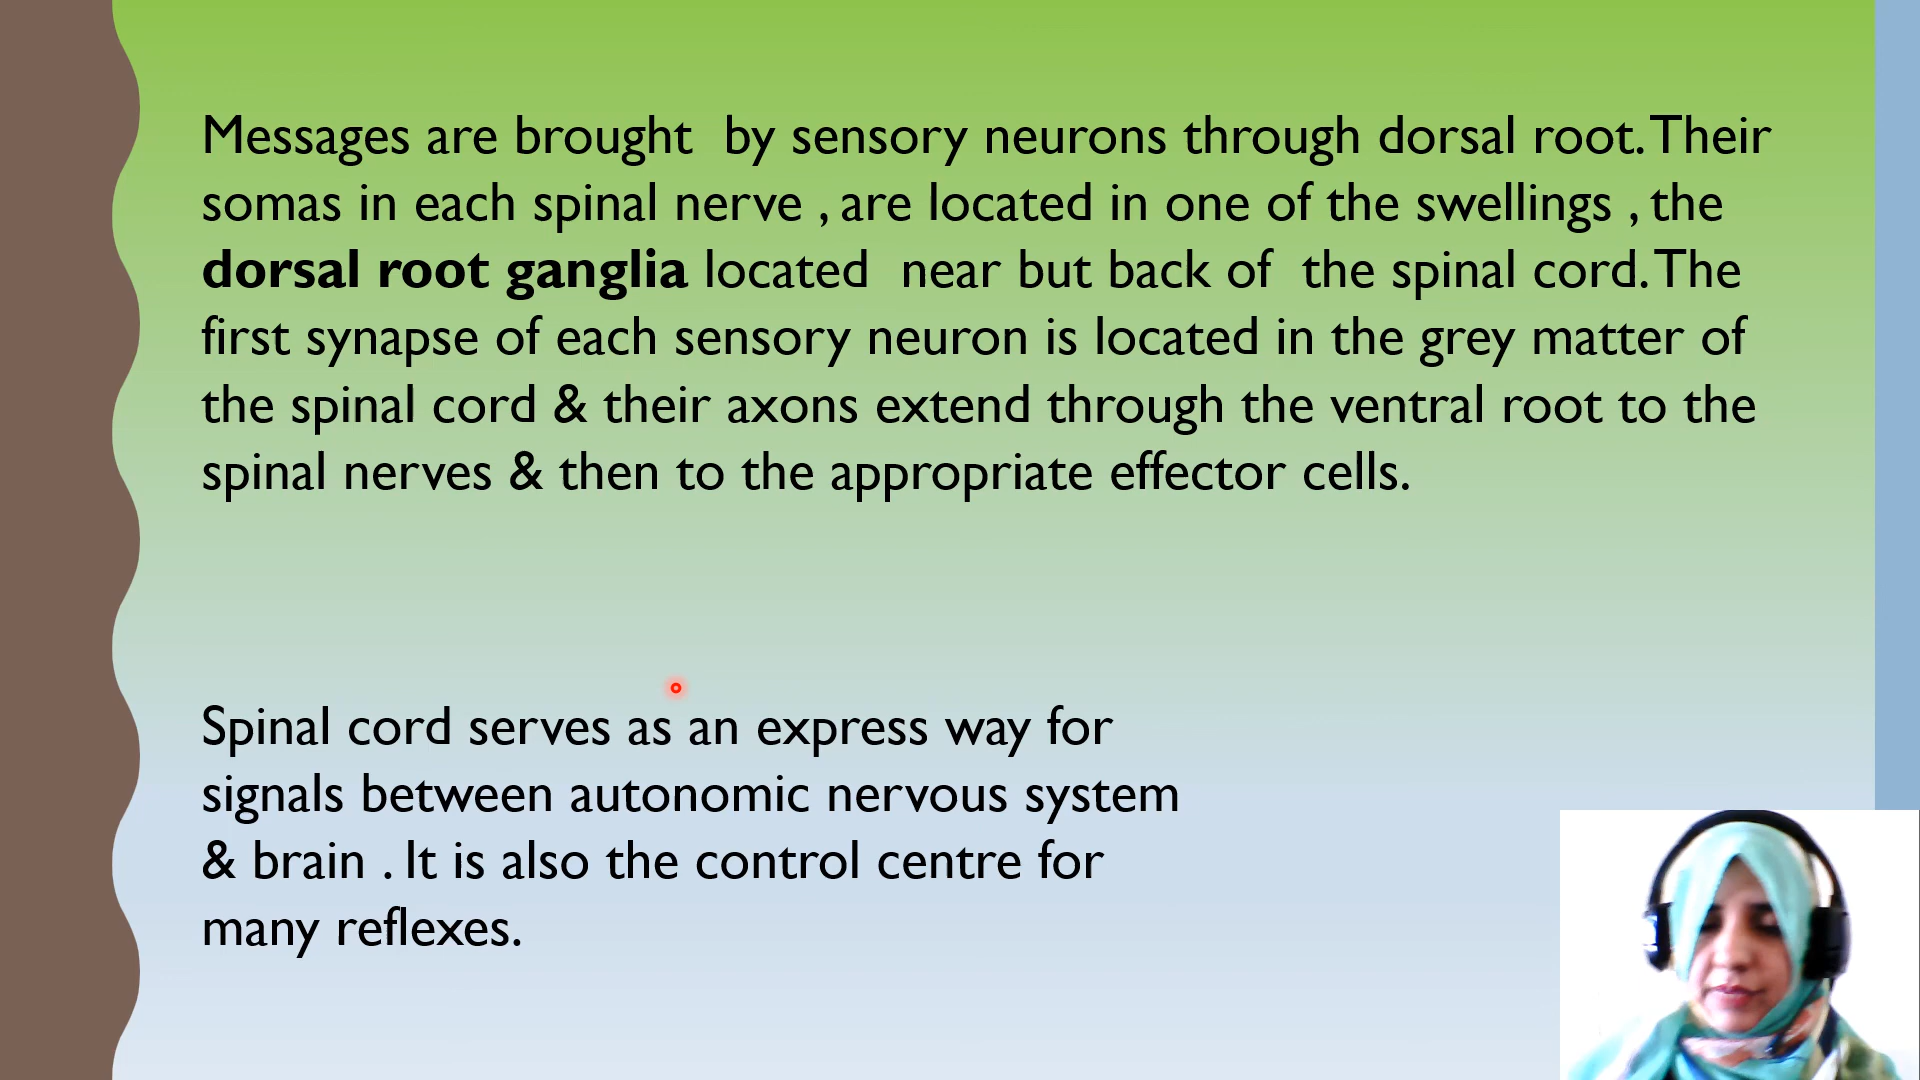 Messages are brought by sensory neurons through dorsal root. Their
somas in each spinal nerve , are located in one of the swellings , the
dorsal root ganglia located near but back of the spinal cord. The
first synapse of each sensory neuron is located in the grey matter of
the spinal cord & their axons extend through the ventral root to the
spinal nerves & then to the appropriate effector cells.
Spinal cord serves as an express way for
signals between autonomic nervous system
& brain . It is also the control centre for
many reflexes.